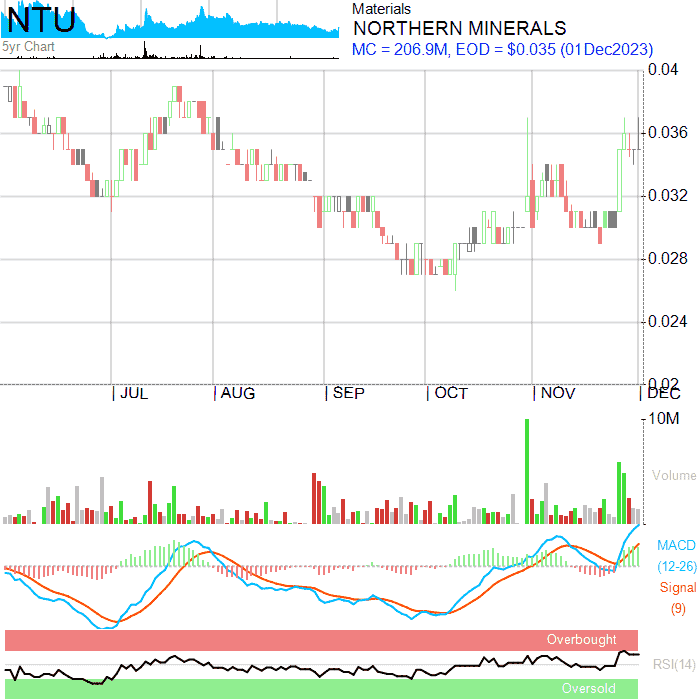 NTU
5yr Chart
Materials
NORTHERN MINERALS
MC = 206.9M, EOD = $0.035 (01Dec2023)
0.04
0.036
0.032
0.028
0.024
0.02
JUL
AUG
SEP
OCT
NOV
DEC
10M
Volume
MACD
(12-26)
Signal
(9)
Overbought
RSI(14)
Oversold